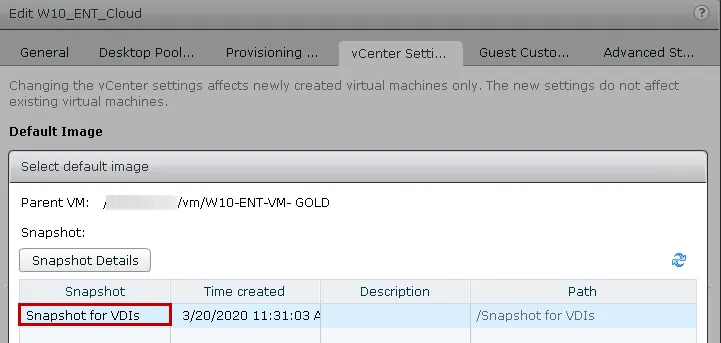 Edit W10_ENT_Cloud ?
General Desktop Pool... Provisioning ... vCenter Setti... Guest Custo... Advanced St...
Changing the vCenter settings affects newly created virtual machines only. The new settings do not affect
existing virtual machines.
Default Image
Select default image
Parent VM: / /vm/W10-ENT-VM- GOLD
Snapshot:
Snapshot Details
Snapshot Time created Description Path
Snapshot for VDIs 3/20/2020 11:31:03 A /Snapshot for VDIs